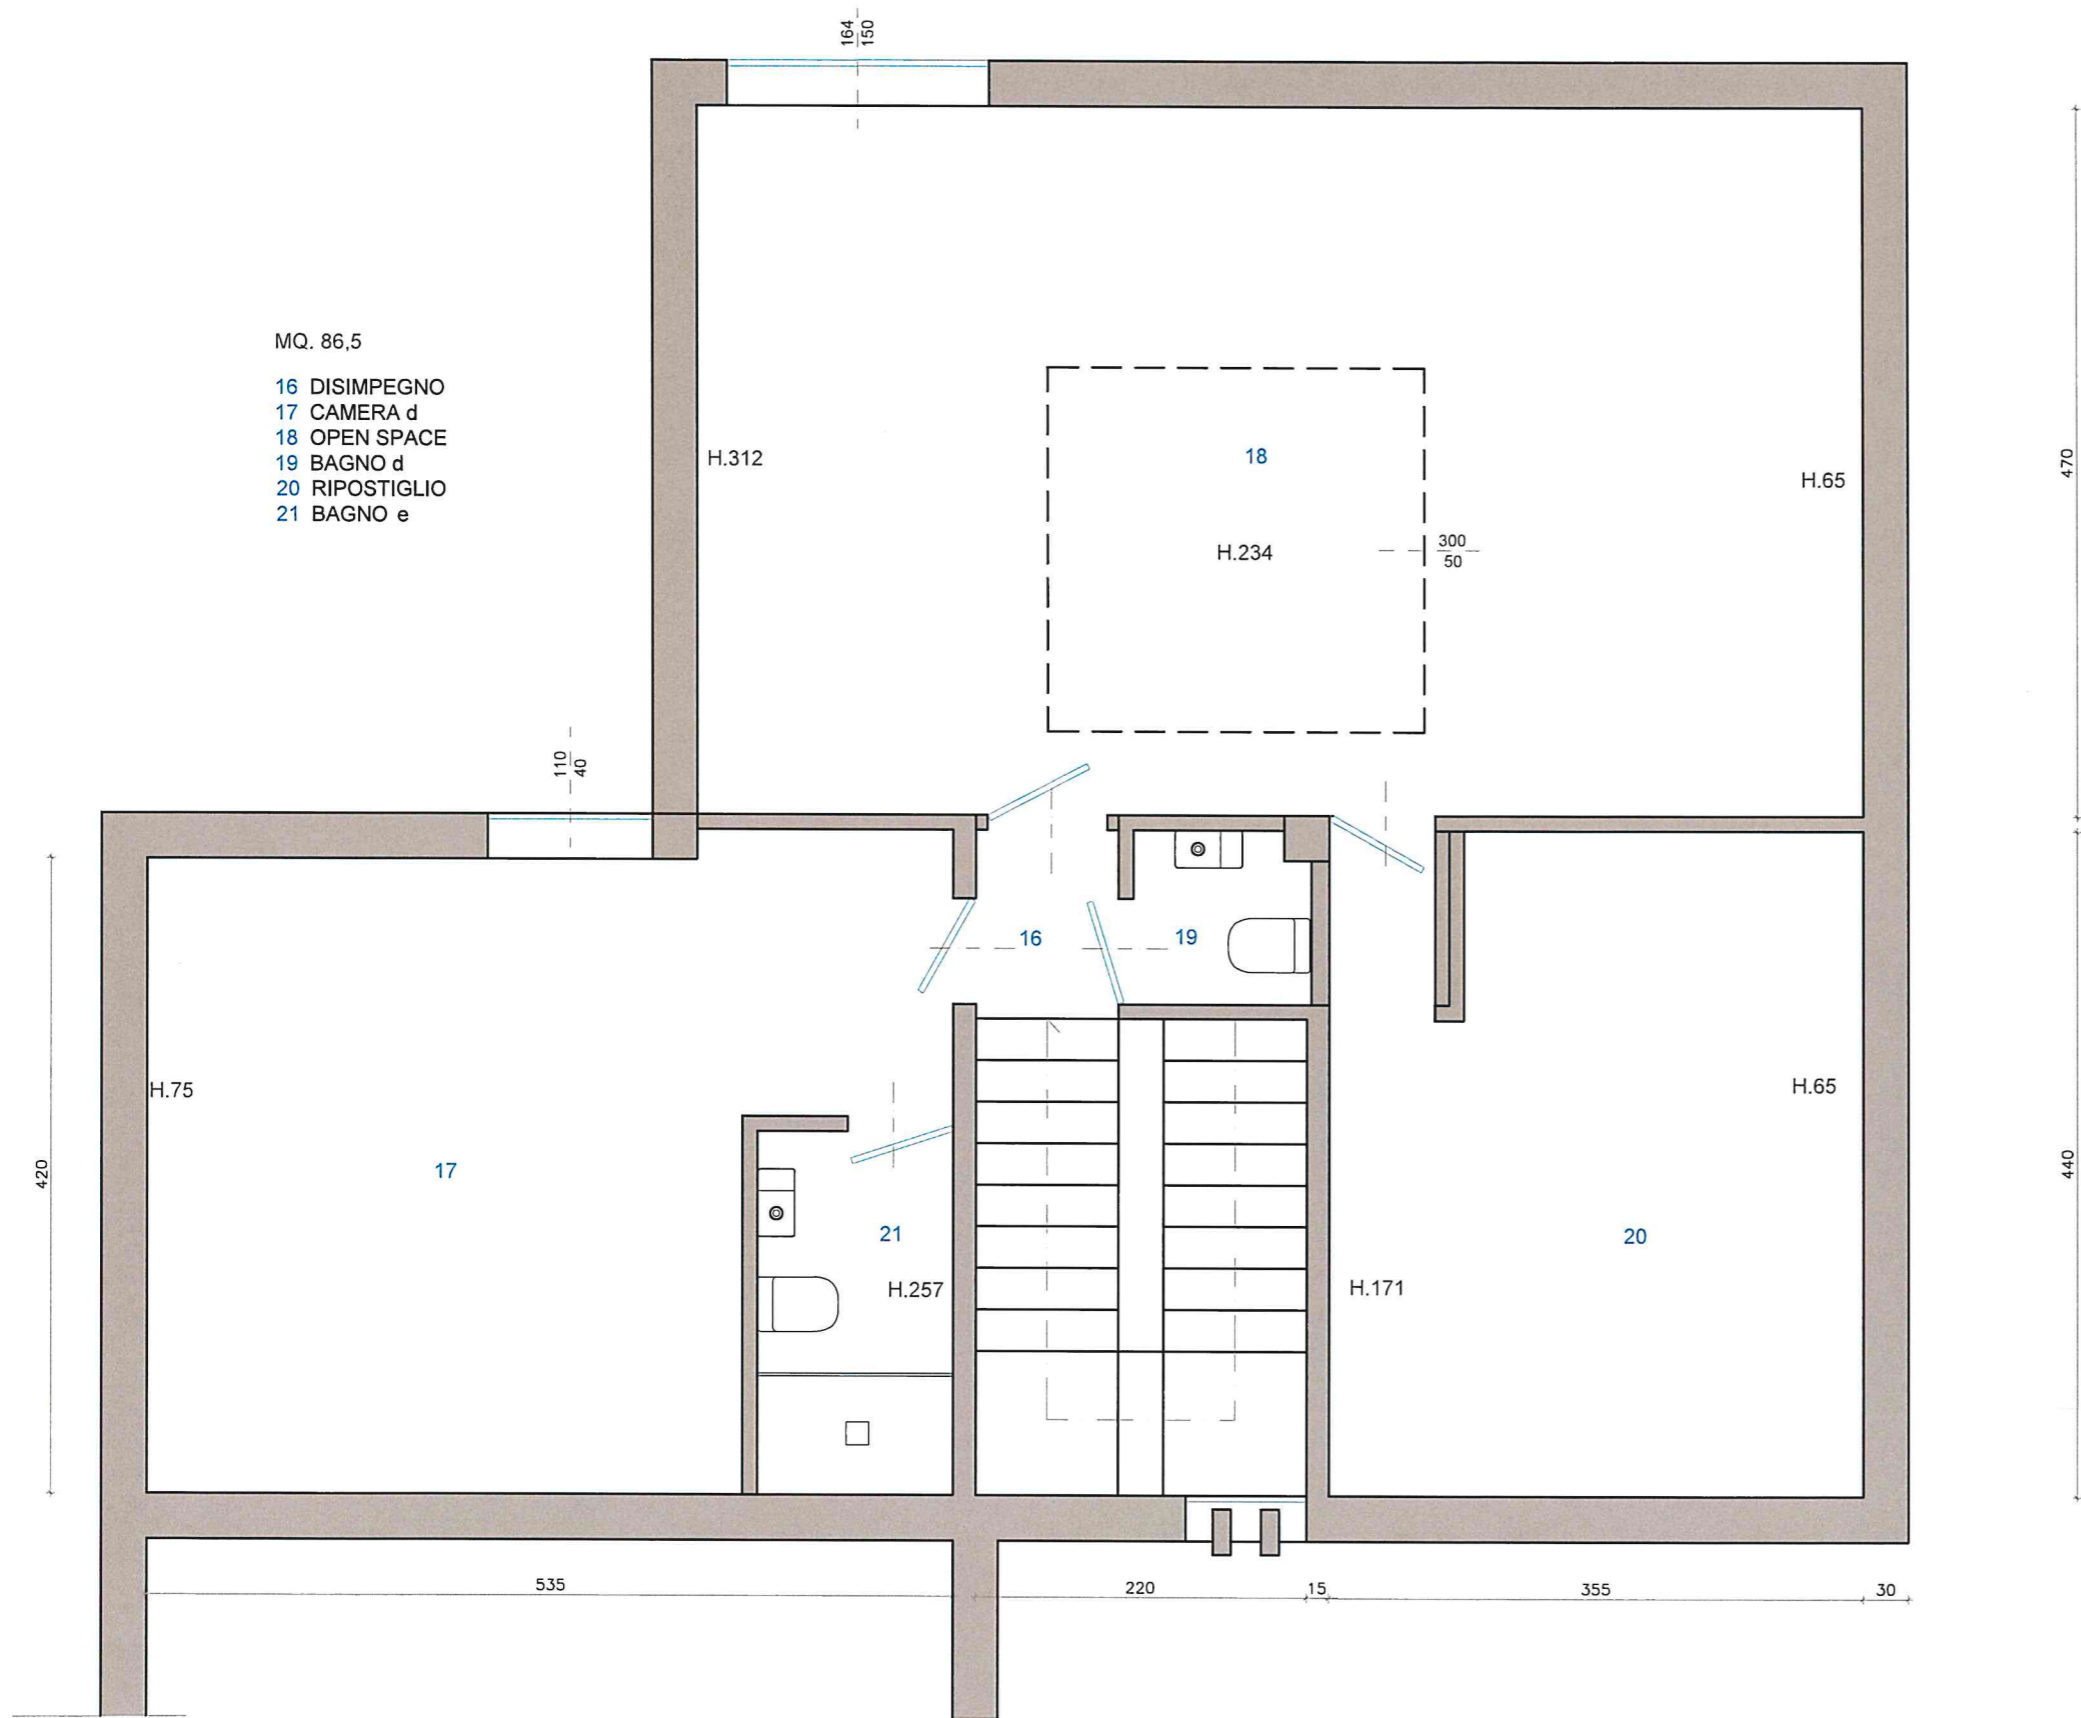 164
150
MQ. 86,5
16 DISIMPEGNO
17 CAMERA d
18 OPEN SPACE
19 BAGNO d
20 RIPOSTIGLIO
21 BAGNO e
H.312
18
H.65
470
H.234
300
50
110
40
16
19
H.75
H.65
420
17
440
21
20
H.257
H.171
535
220
15
355
30